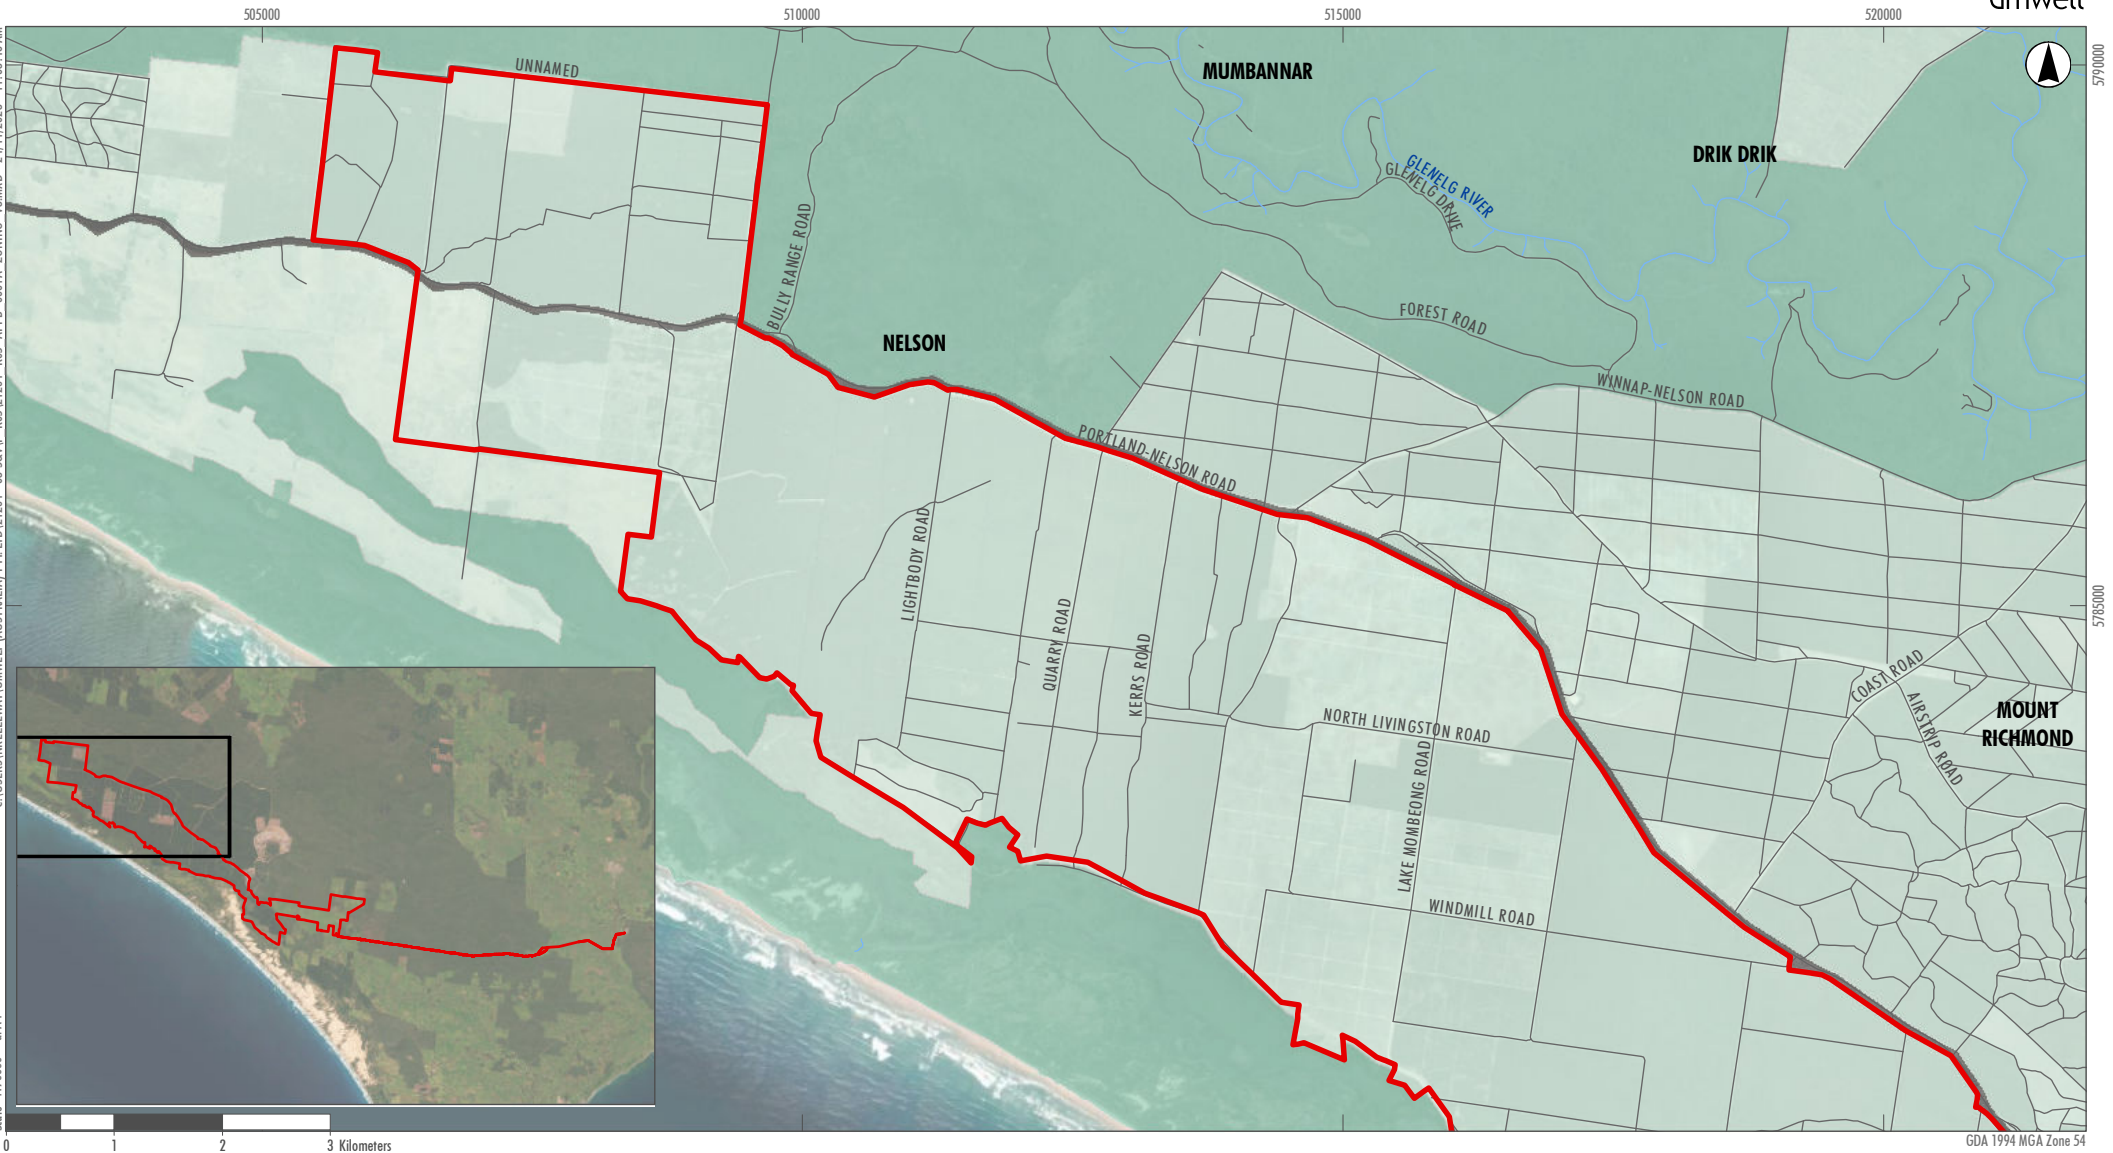 505000
510000
515000
520000
5790000
UNNAMED
MUMBANNAR
DRIK DRIK
GLENELG RIVER
GLENELG DRIVE
BULLY RANGE ROAD
FOREST ROAD
NELSON
WINNAP-NELSON ROAD
PORTLAND-NELSON ROAD
LIGHTBODY ROAD
QUARRY ROAD
KERRS ROAD
5785000
COAST ROAD
AIRSTRIP ROAD
MOUNT
RICHMOND
NORTH LIVINGSTON ROAD
LAKE MOMBEONG ROAD
WINDMILL ROAD
0 1 2 3 Kilometers
GDA 1994 MGA Zone 54